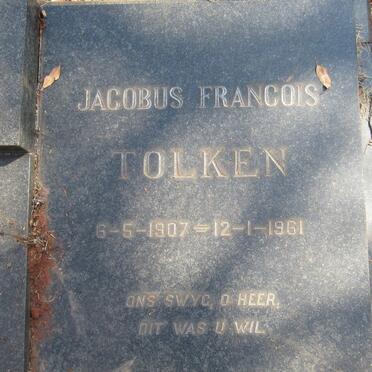 JACOBUS FRANCOIS
TOLKEN
6-5-1907=12-1-1961
ONS SWYG, O HEER,
DIT WAS U WIL.